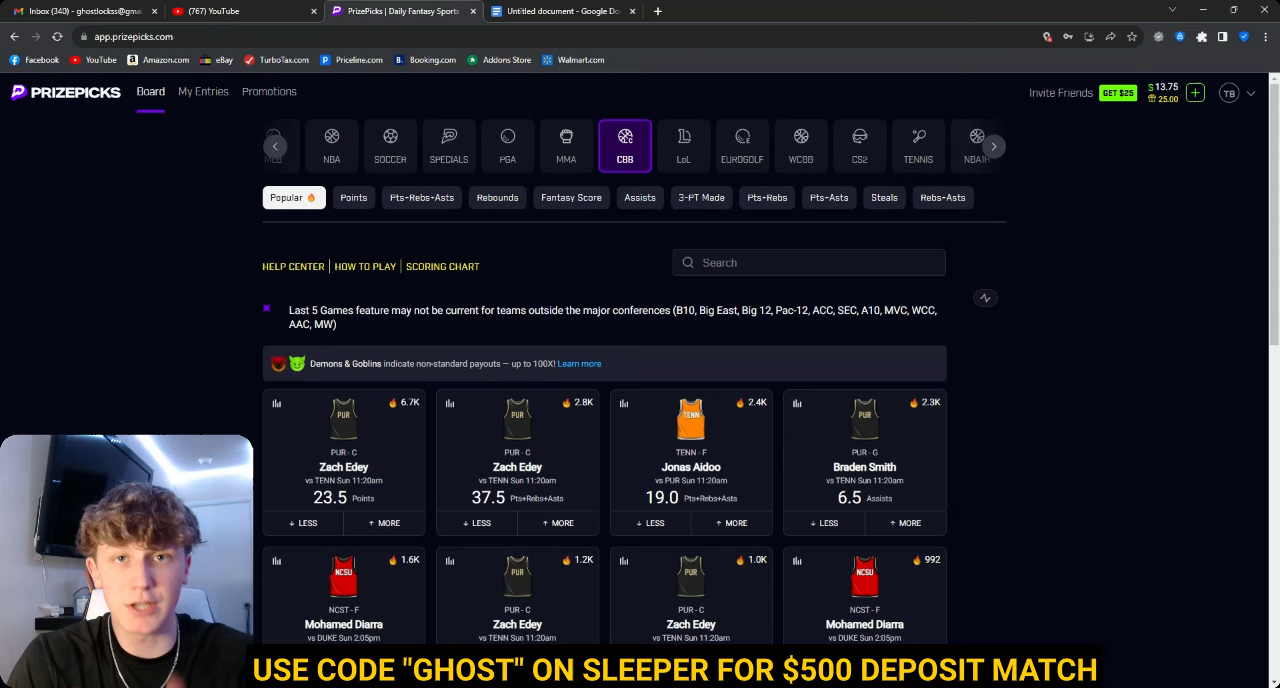 Inbox (340) - ghostlockss@gma
(767) YouTube
PrizePicks | Daily Fantasy Sports
Untitled document - Google Do
app.prizepicks.com
Facebook
YouTube
Amazon.com
eBay
TurboTax.com
Priceline.com
Booking.com
Addons Store
Walmart.com
PRIZEPICKS
Board
My Entries
Promotions
Invite Friends
GET $25
$ 13.75
25.00
TB
NBA
SOCCER
SPECIALS
PGA
MMA
CBB
LoL
EUROGOLF
WCBB
CS2
TENNIS
NBA1H
Popular
Points
Pts-Rebs-Asts
Rebounds
Fantasy Score
Assists
3-PT Made
Pts-Rebs
Pts-Asts
Steals
Rebs-Asts
HELP CENTER | HOW TO PLAY | SCORING CHART
Search
Last 5 Games feature may not be current for teams outside the major conferences (B10, Big East, Big 12, Pac-12, ACC, SEC, A10, MVC, WCC,
AAC, MW)
Demons & Goblins indicate non-standard payouts — up to 100X! Learn more
6.7K
PUR
PUR - C
Zach Edey
vs TENN Sun 11:20am
23.5 Points
LESS
MORE
2.8K
PUR
PUR - C
Zach Edey
vs TENN Sun 11:20am
37.5 Pts+Rebs+Asts
LESS
MORE
2.4K
TENN
TENN - F
Jonas Aidoo
vs PUR Sun 11:20am
19.0 Pts+Rebs+Asts
LESS
MORE
2.3K
PUR
PUR - G
Braden Smith
vs TENN Sun 11:20am
6.5 Assists
LESS
MORE
1.6K
NCSU
NCST - F
Mohamed Diarra
vs DUKE Sun 2:05pm
1.2K
PUR
PUR - C
Zach Edey
vs TENN Sun 11:20am
1.0K
PUR
PUR - C
Zach Edey
vs TENN Sun 11:20am
992
NCSU
NCST - F
Mohamed Diarra
vs DUKE Sun 2:05pm
USE CODE "GHOST" ON SLEEPER FOR $500 DEPOSIT MATCH